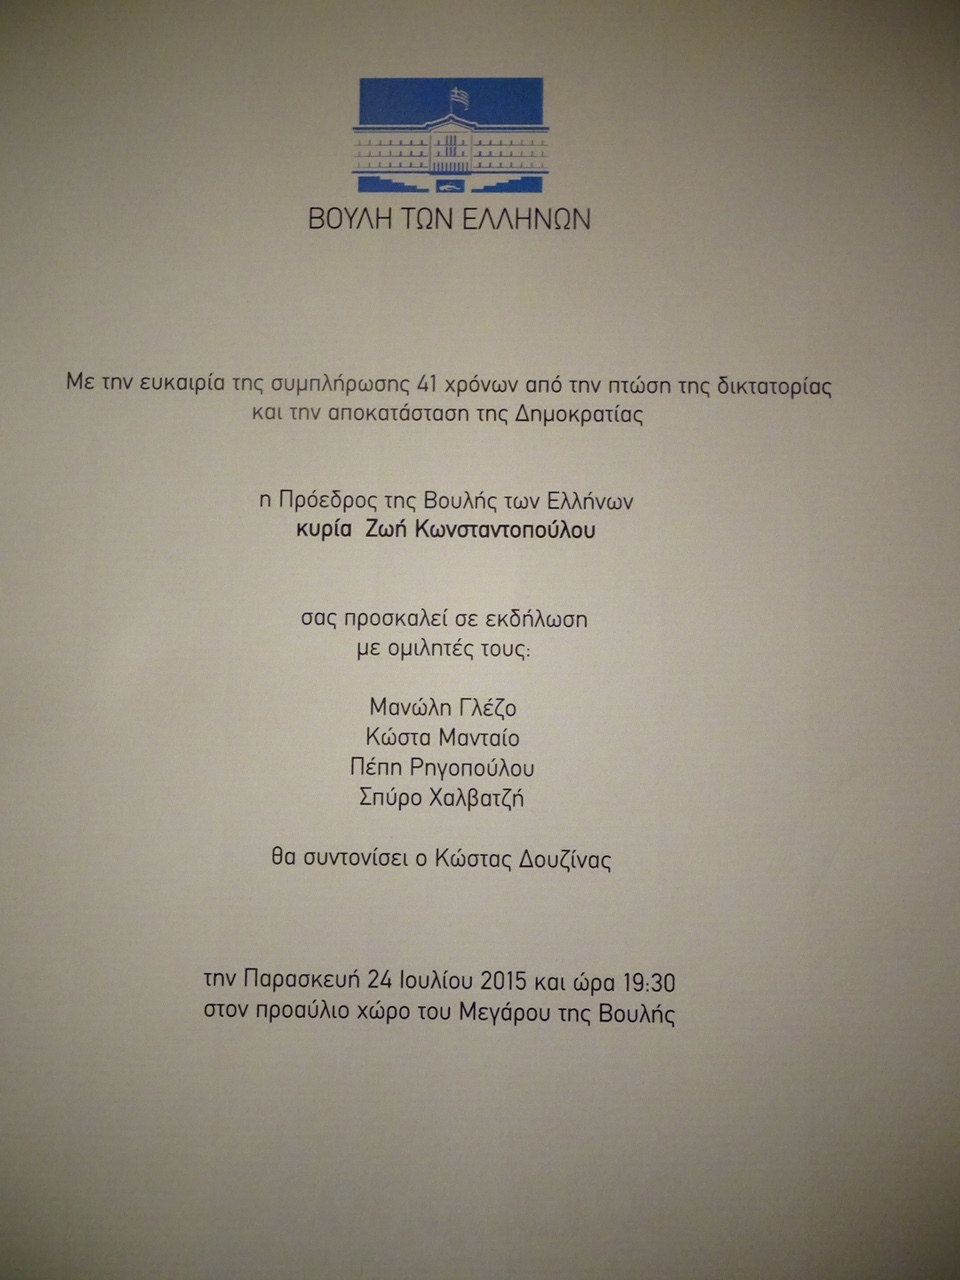 ΒΟΥΛΗ ΤΩΝ ΕΛΛΗΝΩΝ
Με την ευκαιρία της συμπλήρωσης 41 χρόνων από την πτώση της δικτατορίας
και την αποκατάσταση της Δημοκρατίας
η Πρόεδρος της Βουλής των Ελλήνων
κυρία Ζωή Κωνσταντοπούλου
σας προσκαλεί σε εκδήλωση
με ομιλητές τους:
Μανώλη Γλέζο
Κώστα Μανταίο
Πέπη Ρηγοπούλου
Σπύρο Χαλβατζή
θα συντονίσει ο Κώστας Δουζίνας
την Παρασκευή 24 Ιουλίου 2015 και ώρα 19:30
στον προαύλιο χώρο του Μεγάρου της Βουλής